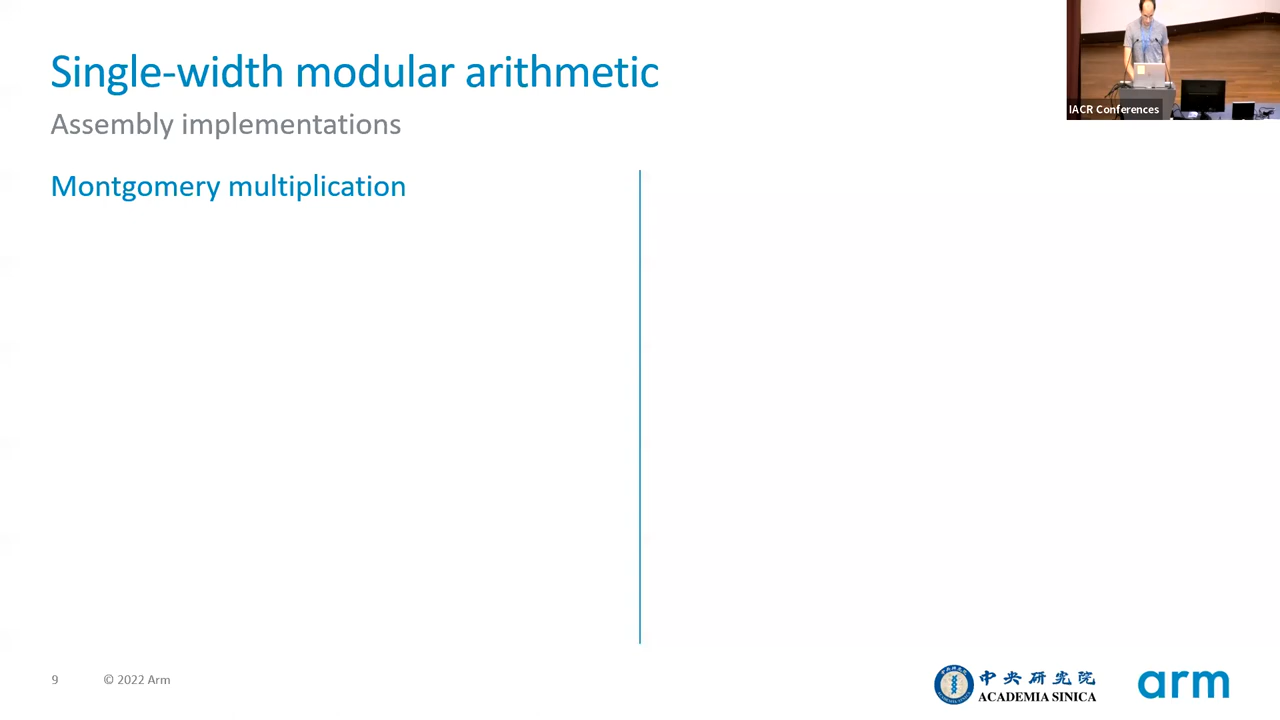 Single-width modular arithmetic
Assembly implementations
Montgomery multiplication
IACR Conferences
9
© 2022 Arm
中央研究院
ACADEMIA SINICA
arm